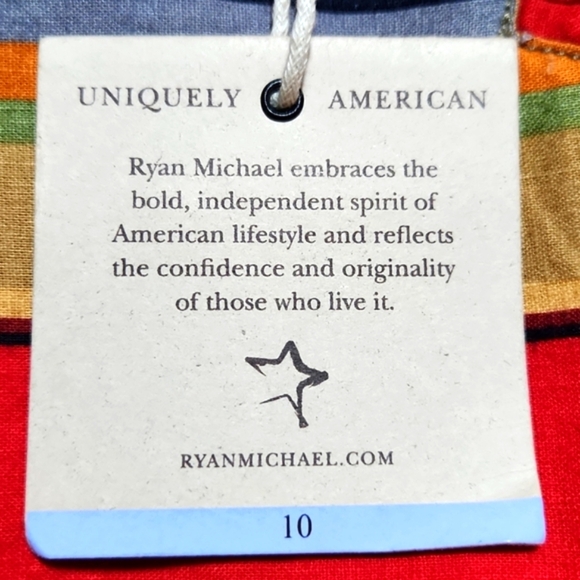 UNIQUELY AMERICAN
Ryan Michael embraces the
bold, independent spirit of
American lifestyle and reflects
the confidence and originality
of those who live it.
RYANMICHAEL.COM
10